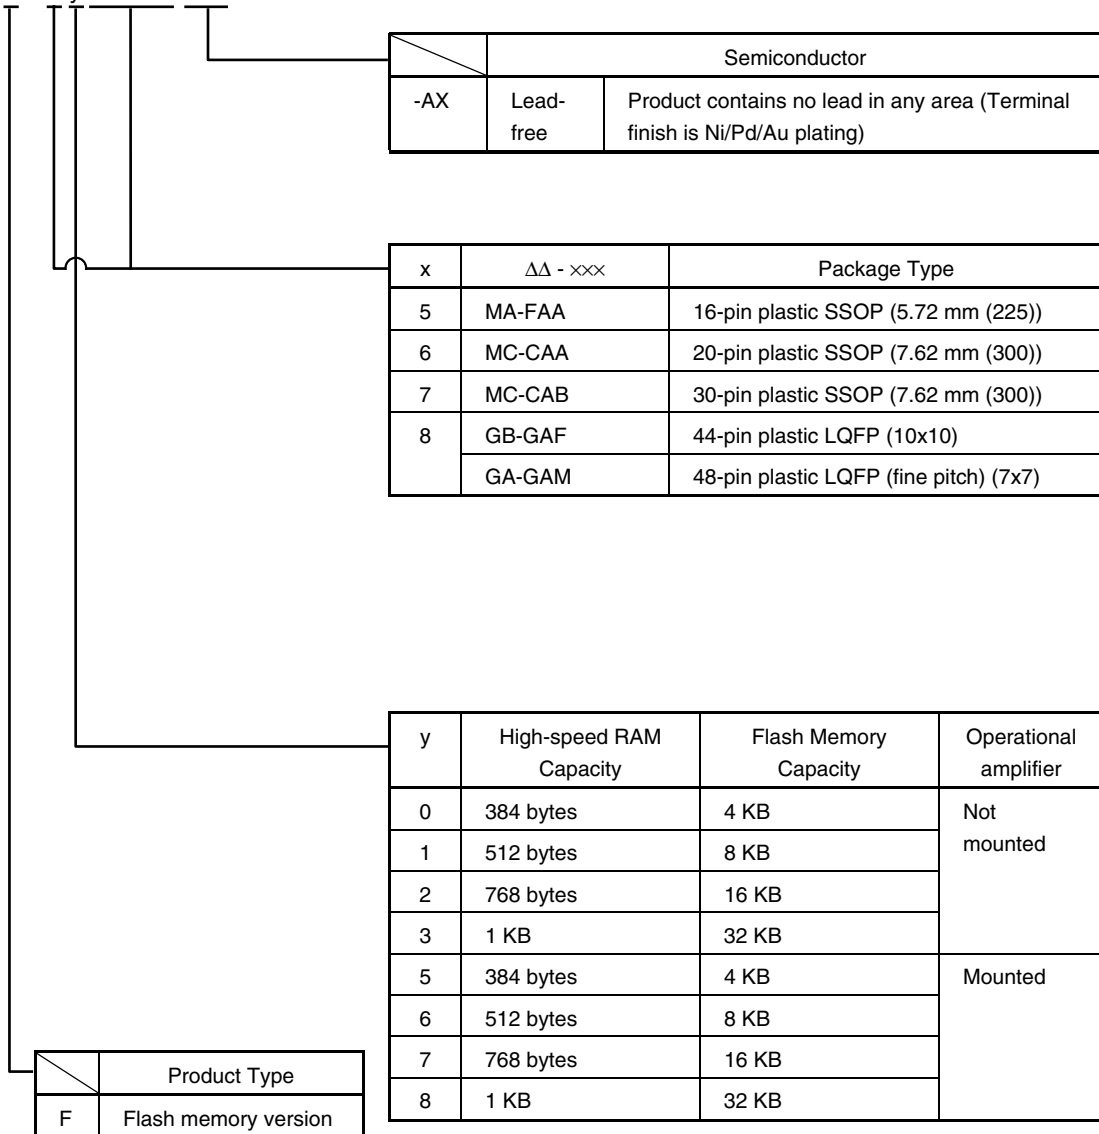 y
Semiconductor
-AX Lead- Product contains no lead in any area (Terminal
free finish is Ni/Pd/Au plating)
x ΔΔ - ××× Package Type
5 MA-FAA 16-pin plastic SSOP (5.72 mm (225))
6 MC-CAA 20-pin plastic SSOP (7.62 mm (300))
7 MC-CAB 30-pin plastic SSOP (7.62 mm (300))
8 GB-GAF 44-pin plastic LQFP (10x10)
GA-GAM 48-pin plastic LQFP (fine pitch) (7x7)
y High-speed RAM Flash Memory Operational
Capacity Capacity amplifier
0 384 bytes 4 KB Not
1 512 bytes 8 KB mounted
2 768 bytes 16 KB
3 1 KB 32 KB
5 384 bytes 4 KB Mounted
6 512 bytes 8 KB
7 768 bytes 16 KB
8 1 KB 32 KB
Product Type
F Flash memory version